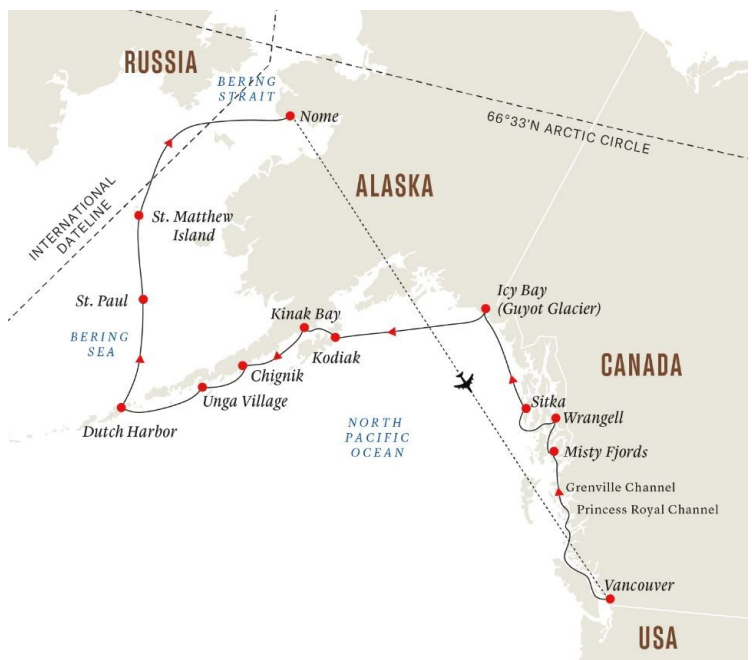 RUSSIA
BERING
STRAIT
Nome
66°33'N ARCTIC CIRCLE
ALASKA
INTERNATIONAL
DATELINE
St. Matthew
Island
St. Paul
Icy Bay
(Guyot Glacier)
Kinak Bay
BERING
SEA
Kodiak
CANADA
Chignik
Unga Village
Sitka
Wrangell
Dutch Harbor
NORTH
PACIFIC
OCEAN
Misty Fjords
Grenville Channel
Princess Royal Channel
Vancouver
USA